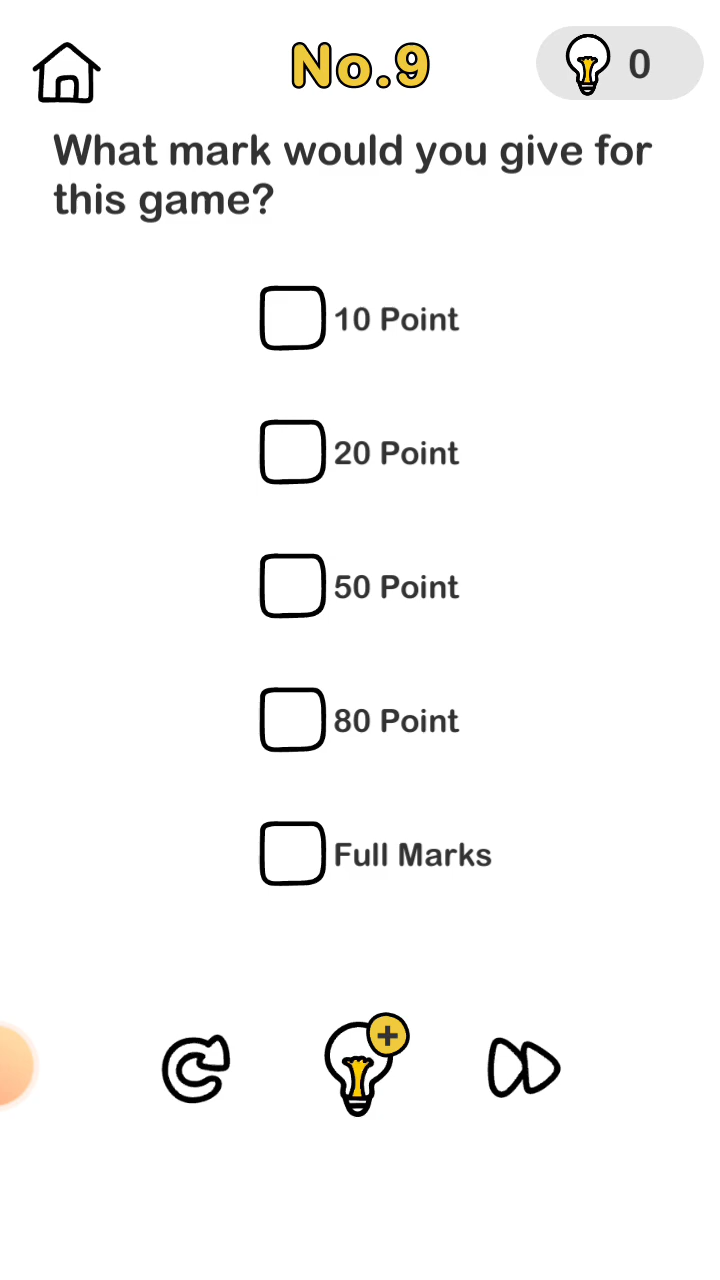 No.9
0
What mark would you give for
this game?
10 Point
20 Point
50 Point
80 Point
Full Marks